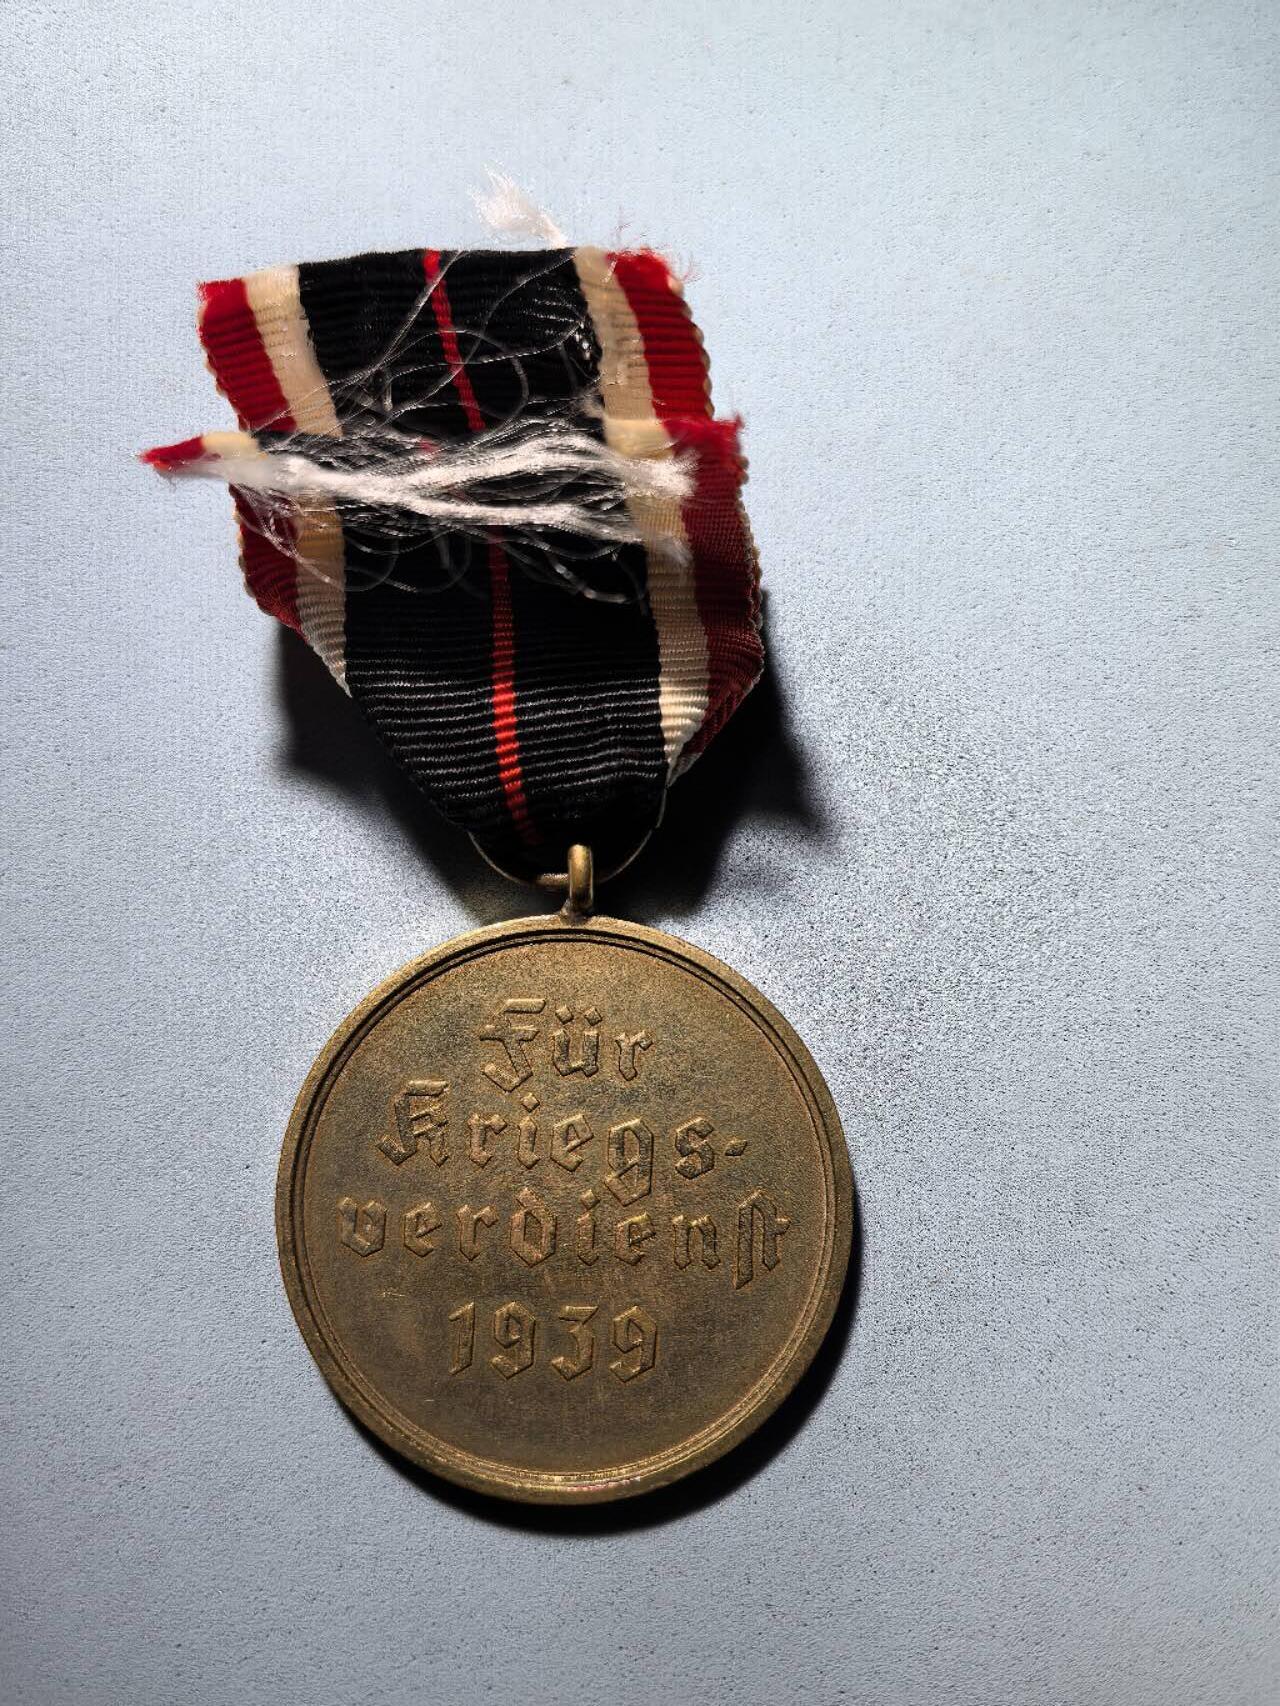 Für
Kriegs-
verdienst
1939